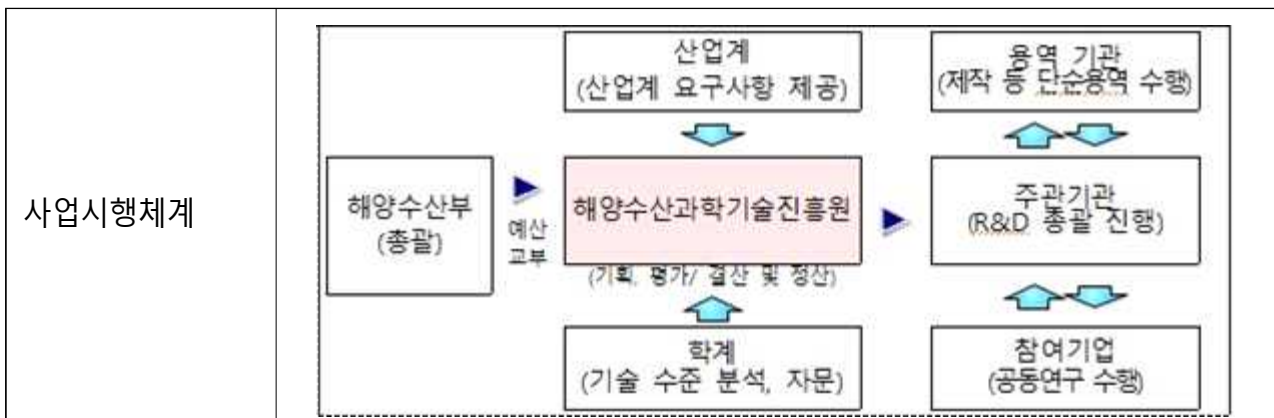 사업시행체계
산업계
(산업계 요구사항 제공)
용역 기관
(제작 등 단순용역 수행)
해양수산부
(총괄)
예산
교부
해양수산과학기술진흥원
(기획, 평가/ 결산 및 정산)
주관기관
(R&D 총괄 진행)
학계
(기술 수준 분석, 자문)
참여기업
(공동연구 수행)